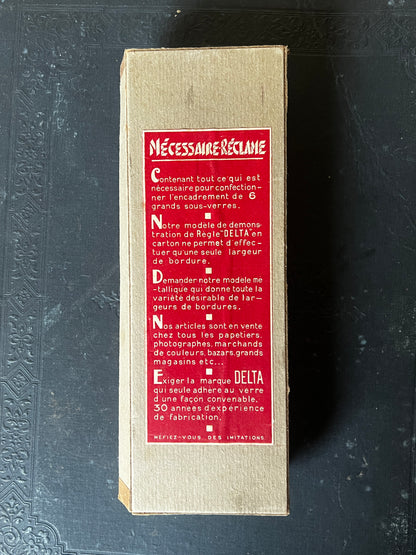 NÉCESSAIRE-RÉCLAME
Contenant tout ce qui est
nécessaire pour confection-
ner l'encadrement de 6
grands sous-verres.
Notre modèle de démons-
tration de Règle "DELTA" en
carton ne permet d'effec-
tuer qu'une seule largeur
de bordure.
Demander notre modèle mé-
tallique qui donne toute la
variété désirable de lar-
geurs de bordures.
Nos articles sont en vente
chez tous les papetiers,
photographes, marchands
de couleurs, bazars, grands
magasins etc...
Exiger la marque DELTA
qui seule adhère au verre
d'une façon convenable.
30 années d'expérience
de fabrication.
MÉFIEZ-VOUS DES IMITATIONS